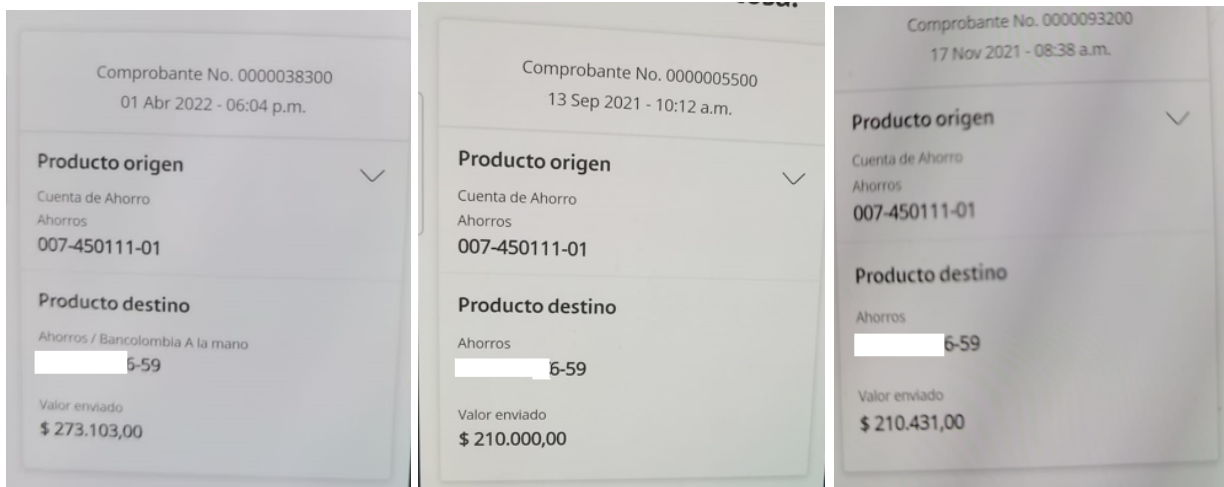 Comprobante No. 0000038300
01 Abr 2022 - 06:04 p.m.
Producto origen
Cuenta de Ahorro
Ahorros
007-450111-01
Producto destino
Ahorros / Bancolombia A la mano
6-59
Valor enviado
$ 273.103,00
Comprobante No. 0000005500
13 Sep 2021 - 10:12 a.m.
Producto origen
Cuenta de Ahorro
Ahorros
007-450111-01
Producto destino
Ahorros
6-59
Valor enviado
$ 210.000,00
Comprobante No. 0000093200
17 Nov 2021 - 08:38 a.m.
Producto origen
Cuenta de Ahorro
Ahorros
007-450111-01
Producto destino
Ahorros
6-59
Valor enviado
$ 210.431,00